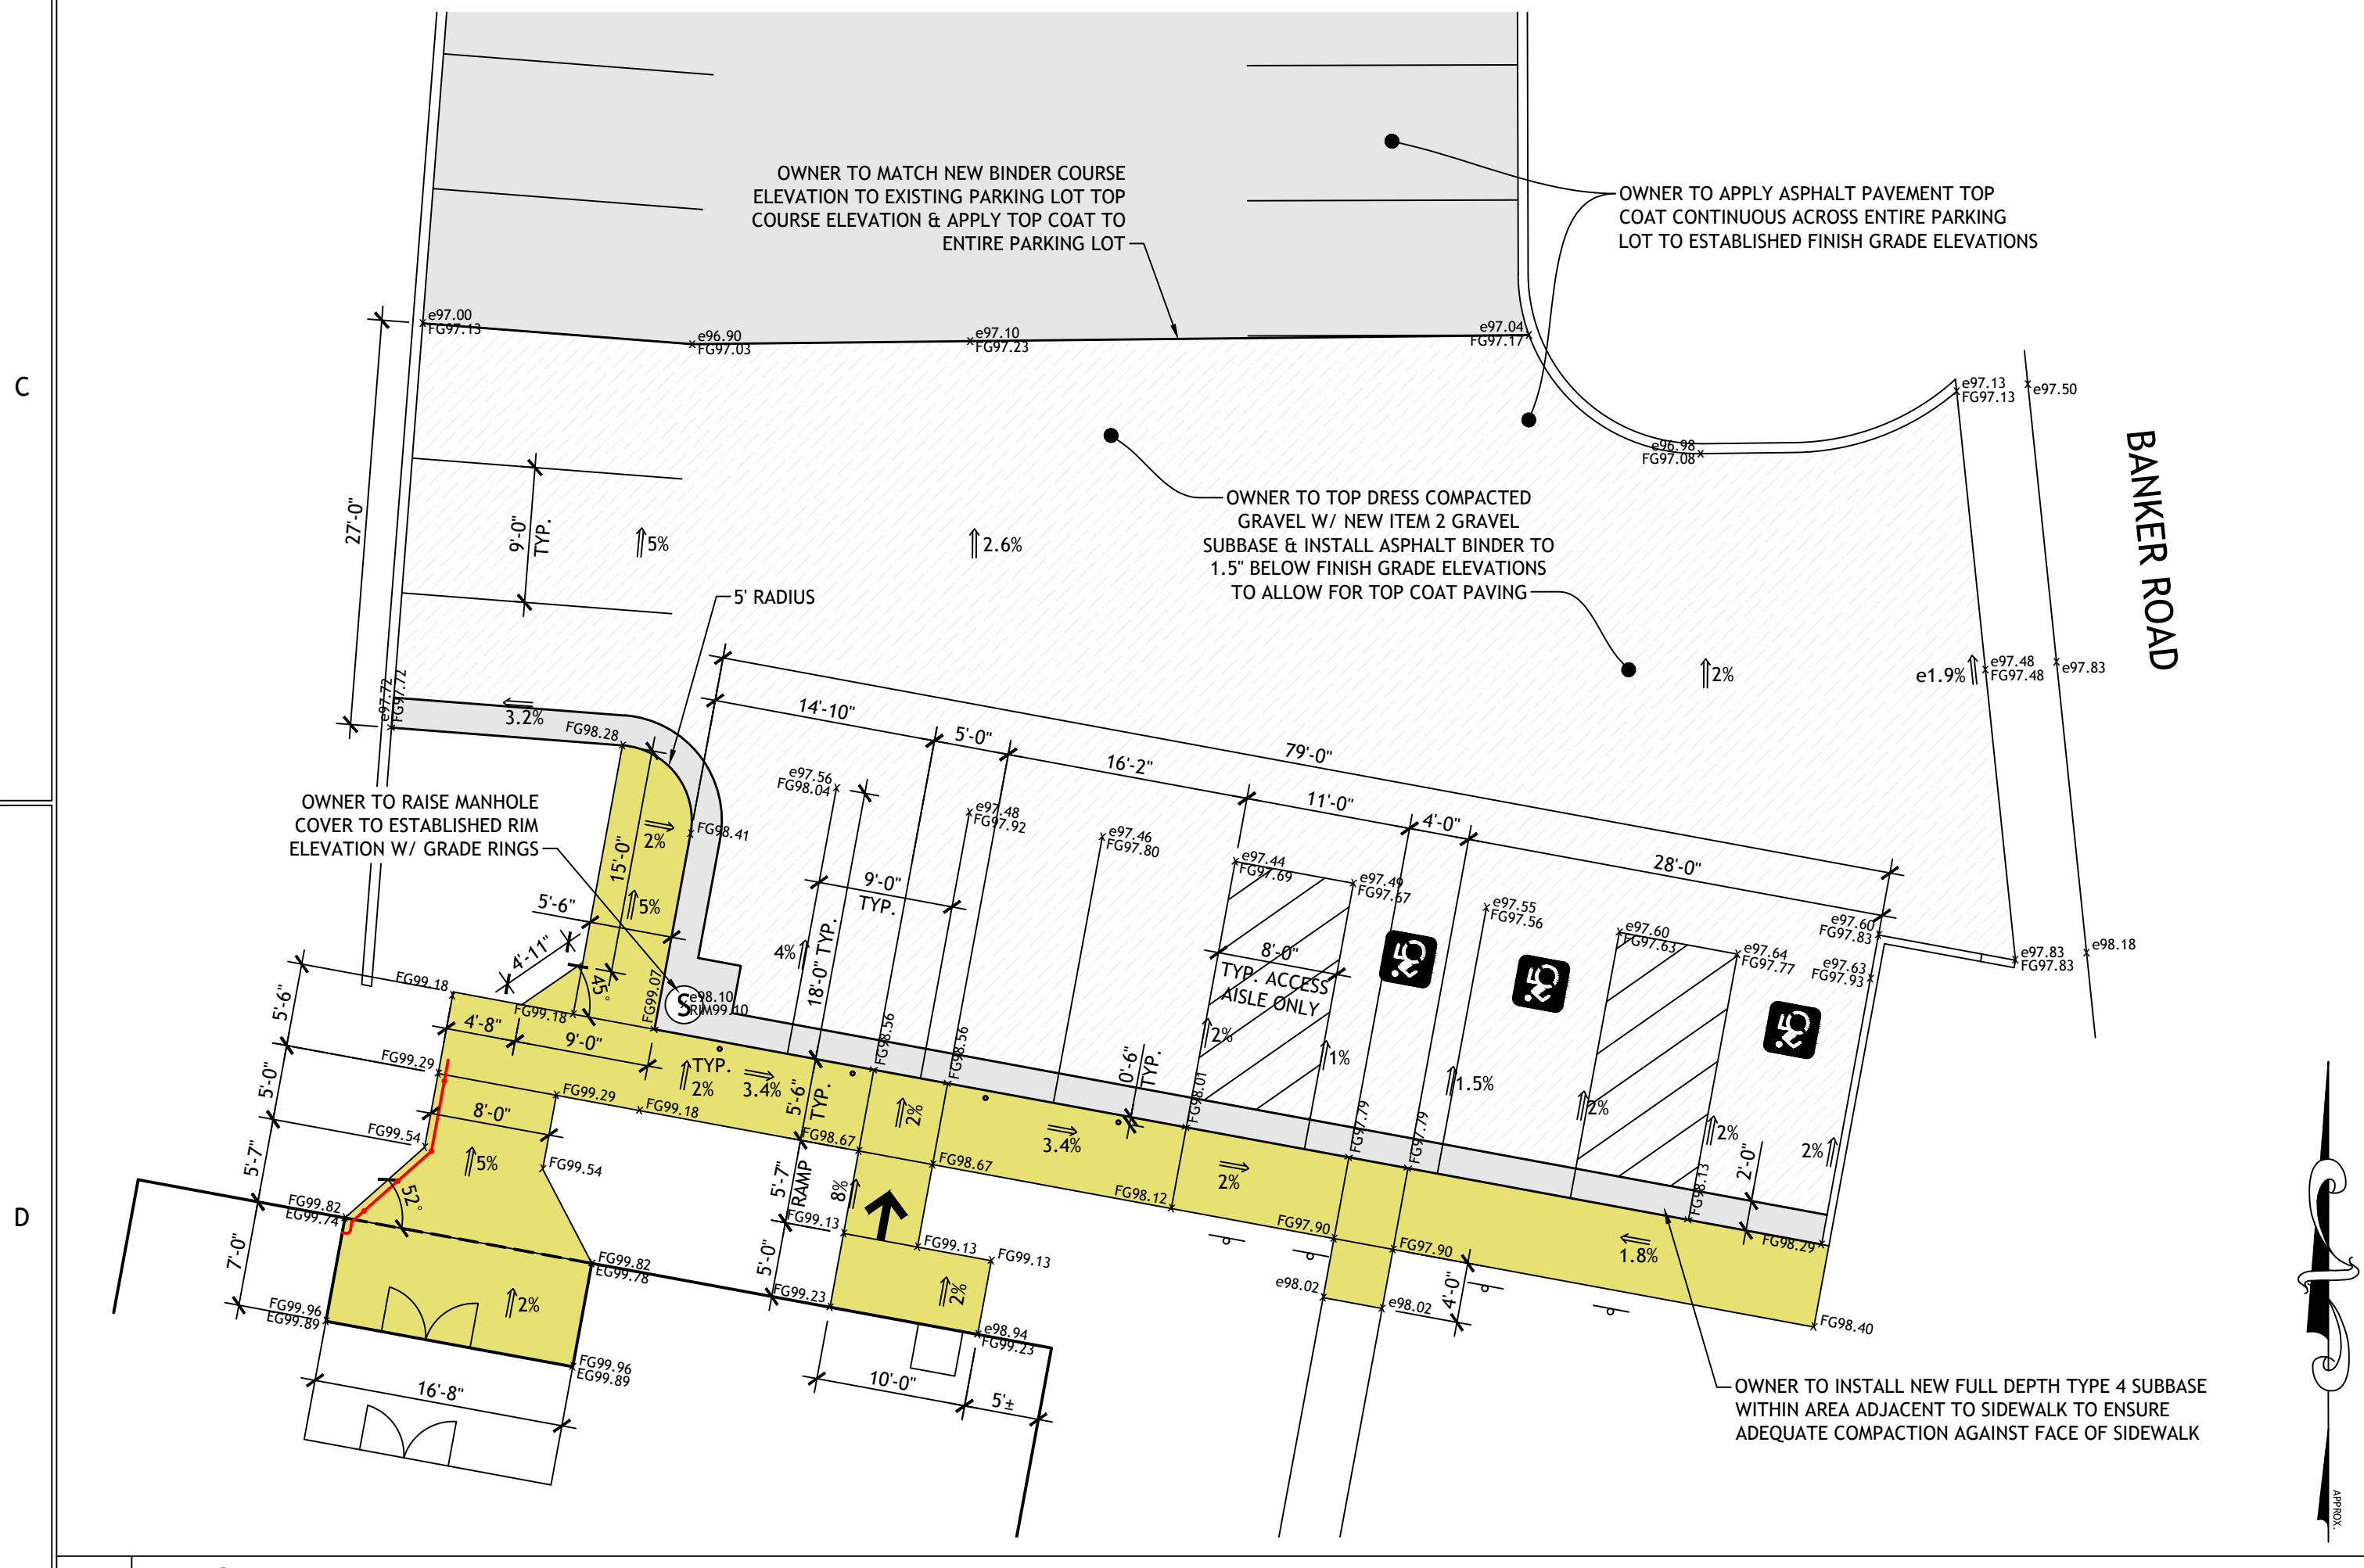 OWNER TO MATCH NEW BINDER COURSE
ELEVATION TO EXISTING PARKING LOT TOP
COURSE ELEVATION & APPLY TOP COAT TO
ENTIRE PARKING LOT
OWNER TO APPLY ASPHALT PAVEMENT TOP
COAT CONTINUOUS ACROSS ENTIRE PARKING
LOT TO ESTABLISHED FINISH GRADE ELEVATIONS
C
e97.00
FG97.13
e96.90
FG97.03
e97.10
FG97.23
e97.04
FG97.17
e97.13
FG97.13
e97.50
e96.98
FG97.08
BANKER ROAD
27'-0"
9'-0"
TYP.
5%
2.6%
OWNER TO TOP DRESS COMPACTED
GRAVEL W/ NEW ITEM 2 GRAVEL
SUBBASE & INSTALL ASPHALT BINDER TO
1.5" BELOW FINISH GRADE ELEVATIONS
TO ALLOW FOR TOP COAT PAVING
5' RADIUS
2%
e1.9%
e97.48
FG97.48
e97.83
e97.72
FG97.72
3.2%
FG98.28
14'-10"
5'-0"
16'-2"
79'-0"
11'-0"
4'-0"
28'-0"
OWNER TO RAISE MANHOLE
COVER TO ESTABLISHED RIM
ELEVATION W/ GRADE RINGS
15'-0"
2%
FG98.41
5%
5'-6"
4'-11"
45°
e97.56
FG98.04
e97.48
FG97.92
e97.46
FG97.80
e97.44
FG97.69
e97.49
FG97.67
e97.55
FG97.56
e97.60
FG97.63
e97.64
FG97.77
e97.60
FG97.83
e97.63
FG97.93
e97.83
FG97.83
e98.18
9'-0"
TYP.
4%
18'-0" TYP.
8'-0"
TYP. ACCESS
AISLE ONLY
FG99.07
S
e98.10
RIM99.10
FG99.18
FG99.18
5'-6"
4'-8"
9'-0"
FG99.29
5'-0"
8'-0"
FG99.29
FG99.18
TYP.
2%
3.4%
5'-6"
TYP.
FG98.56
FG98.56
2%
0'-6"
TYP.
FG98.01
2%
1%
1.5%
2%
2%
2%
2'-0"
FG97.79
FG97.79
FG98.13
FG98.29
FG99.54
FG99.54
5'-7"
5%
52°
FG98.67
FG98.67
3.4%
2%
FG98.12
FG97.90
FG97.90
1.8%
D
FG99.82
EG99.74
5'-7"
RAMP
8%
FG99.13
FG99.13
FG99.13
7'-0"
FG99.82
EG99.78
5'-0"
2%
FG99.23
e98.94
FG99.23
e98.02
e98.02
4'-0"
FG98.40
FG99.96
EG99.89
2%
FG99.96
EG99.89
16'-8"
10'-0"
5'±
OWNER TO INSTALL NEW FULL DEPTH TYPE 4 SUBBASE
WITHIN AREA ADJACENT TO SIDEWALK TO ENSURE
ADEQUATE COMPACTION AGAINST FACE OF SIDEWALK
APPROX.